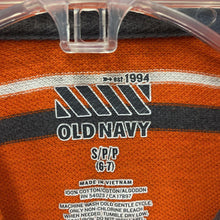 est 1994
OLD NAVY
S/P/P
(6-7)
MADE IN VIETNAM
100% COTTON/COTON/ALGODON
RN 54023 / CA 17897
MACHINE WASH COLD GENTLE CYCLE,
ONLY NON-CHLORINE BLEACH
WHEN NEEDED, TUMBLE DRY LOW,